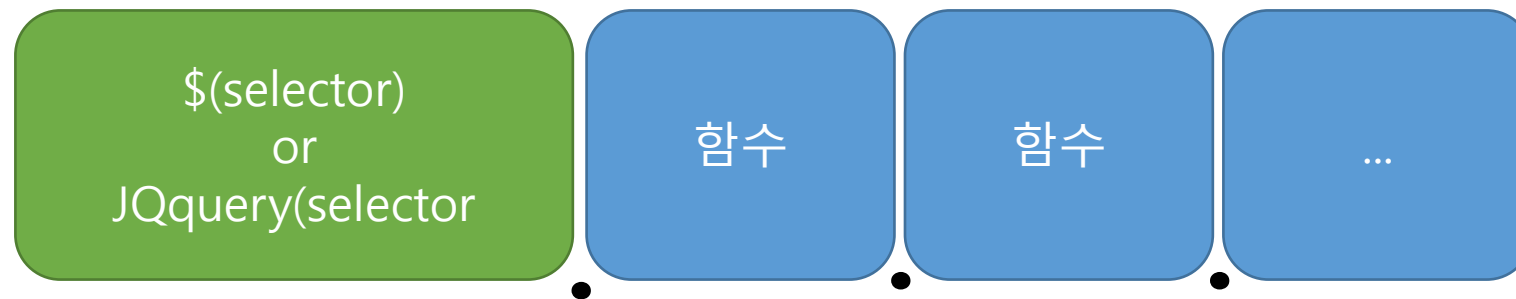 $(selector)
or
JQquery(selector
함수
함수
...